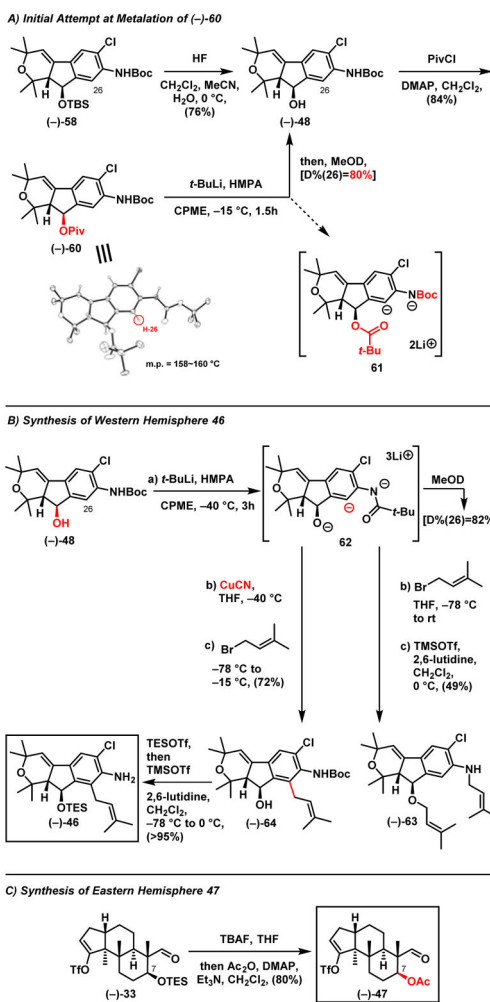 A) Initial Attempt at Metalation of (–)-60
Cl
NHBoc
O
H
26
OTBS
(–)-58
HF
CH2Cl2, MeCN,
H2O, 0 °C,
(76%)
Cl
NHBoc
O
H
26
OH
(–)-48
PivCl
DMAP, CH2Cl2,
(84%)
Cl
NHBoc
O
H
OPiv
(–)-60
t-BuLi, HMPA
CPME, –15 °C, 1.5h
then, MeOD,
[D%(26)=80%]
H-26
m.p. = 158~160 °C
Cl
NBoc
O
H
O
O
t-Bu
2Li⊕
61
B) Synthesis of Western Hemisphere 46
Cl
NHBoc
O
H
26
OH
(–)-48
a) t-BuLi, HMPA
CPME, –40 °C, 3h
Cl
3Li⊕
N
O
H
O
O
t-Bu
62
MeOD
[D%(26)=82%]
b) CuCN,
THF, –40 °C
c) Br
–78 °C to
–15 °C, (72%)
b)
Br
THF, –78 °C
to rt
c) TMSOTf,
2,6-lutidine,
CH2Cl2,
0 °C, (49%)
Cl
NH2
O
H
OTES
(–)-46
TESOTf,
then
TMSOTf
2,6-lutidine,
CH2Cl2,
–78 °C to 0 °C,
(>95%)
Cl
NHBoc
O
H
OH
(–)-64
Cl
NH
O
H
O
(–)-63
C) Synthesis of Eastern Hemisphere 47
H
H
O
TfO
7
OTES
(–)-33
TBAF, THF
then Ac2O, DMAP,
Et3N, CH2Cl2, (80%)
H
H
O
TfO
7
OAc
(–)-47